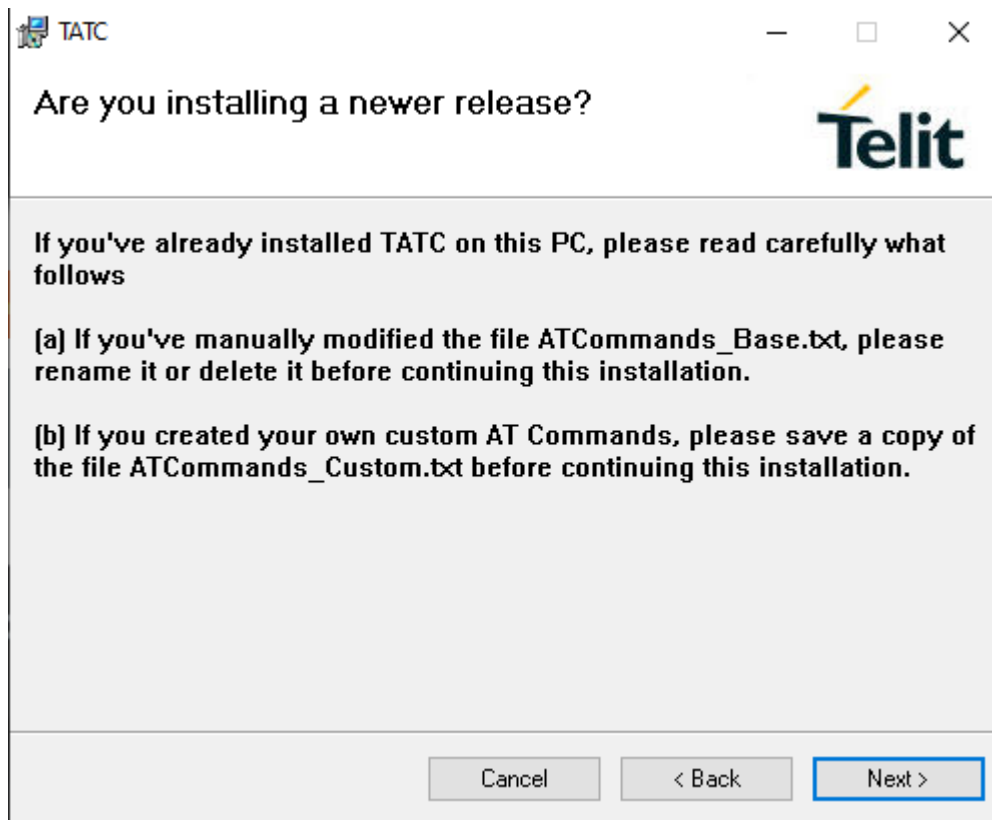 TATC
Are you installing a newer release?
Telit
If you've already installed TATC on this PC, please read carefully what
follows
(a) If you've manually modified the file ATCommands_Base.txt, please
rename it or delete it before continuing this installation.
(b) If you created your own custom AT Commands, please save a copy of
the file ATCommands_Custom.txt before continuing this installation.
Cancel
< Back
Next >